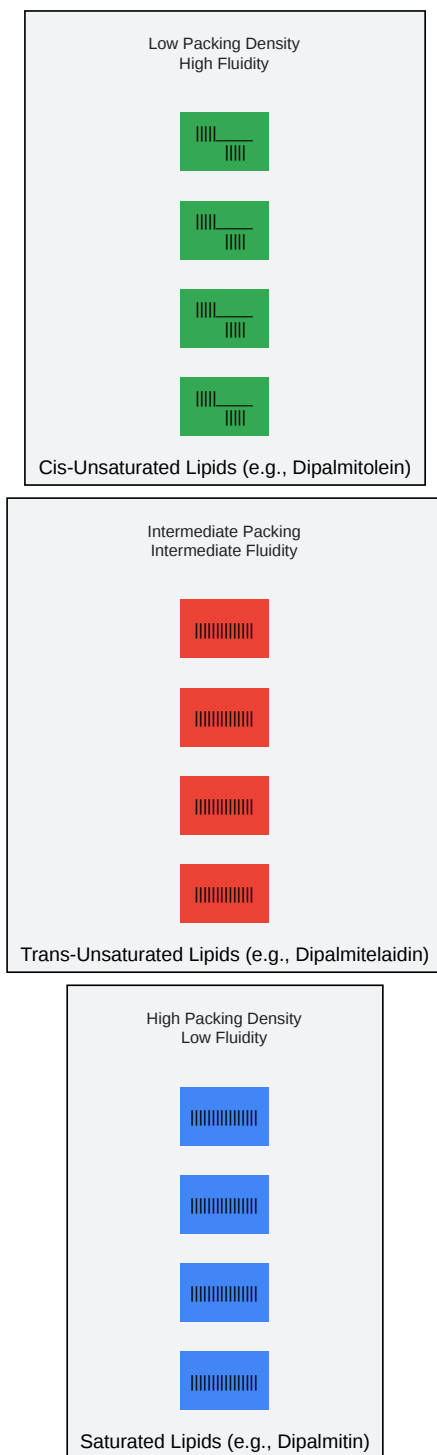 Low Packing Density
High Fluidity
Cis-Unsaturated Lipids (e.g., Dipalmitolein)
Intermediate Packing
Intermediate Fluidity
Trans-Unsaturated Lipids (e.g., Dipalmitelaidin)
High Packing Density
Low Fluidity
Saturated Lipids (e.g., Dipalmitin)